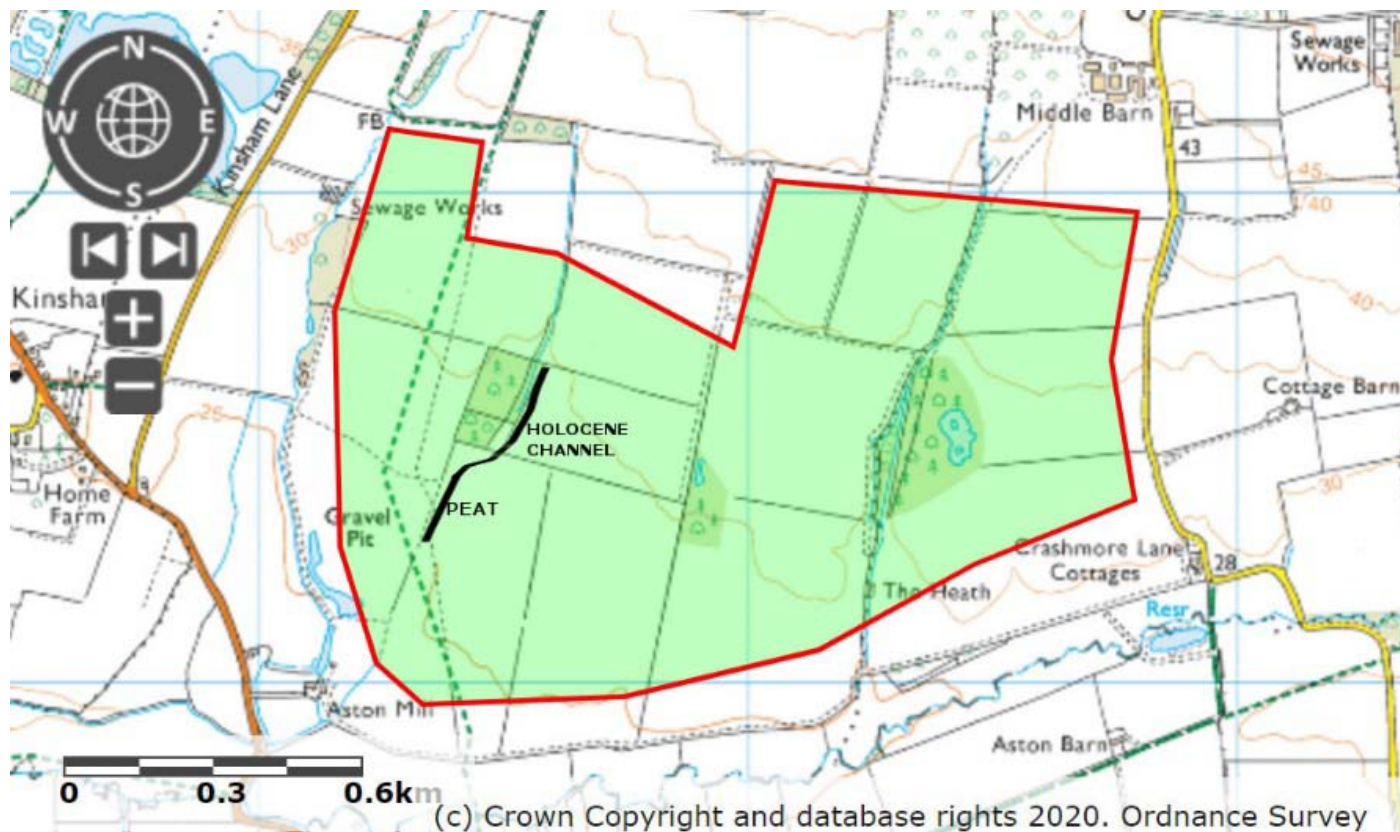 N
W
E
S
Kinsham Lane
35
FB
Sewage Works
30
Middle Barn
43
Sewage
Works
45
40
40
Kinsha
25
HOLOCENE
CHANNEL
PEAT
Home
Farm
Gravel
Pit
Cottage Barn
30
Crashmore Lane
Cottages
28
The Heath
Resr
Aston Mill
Aston Barn
0 0.3 0.6km
(c) Crown Copyright and database rights 2020. Ordnance Survey